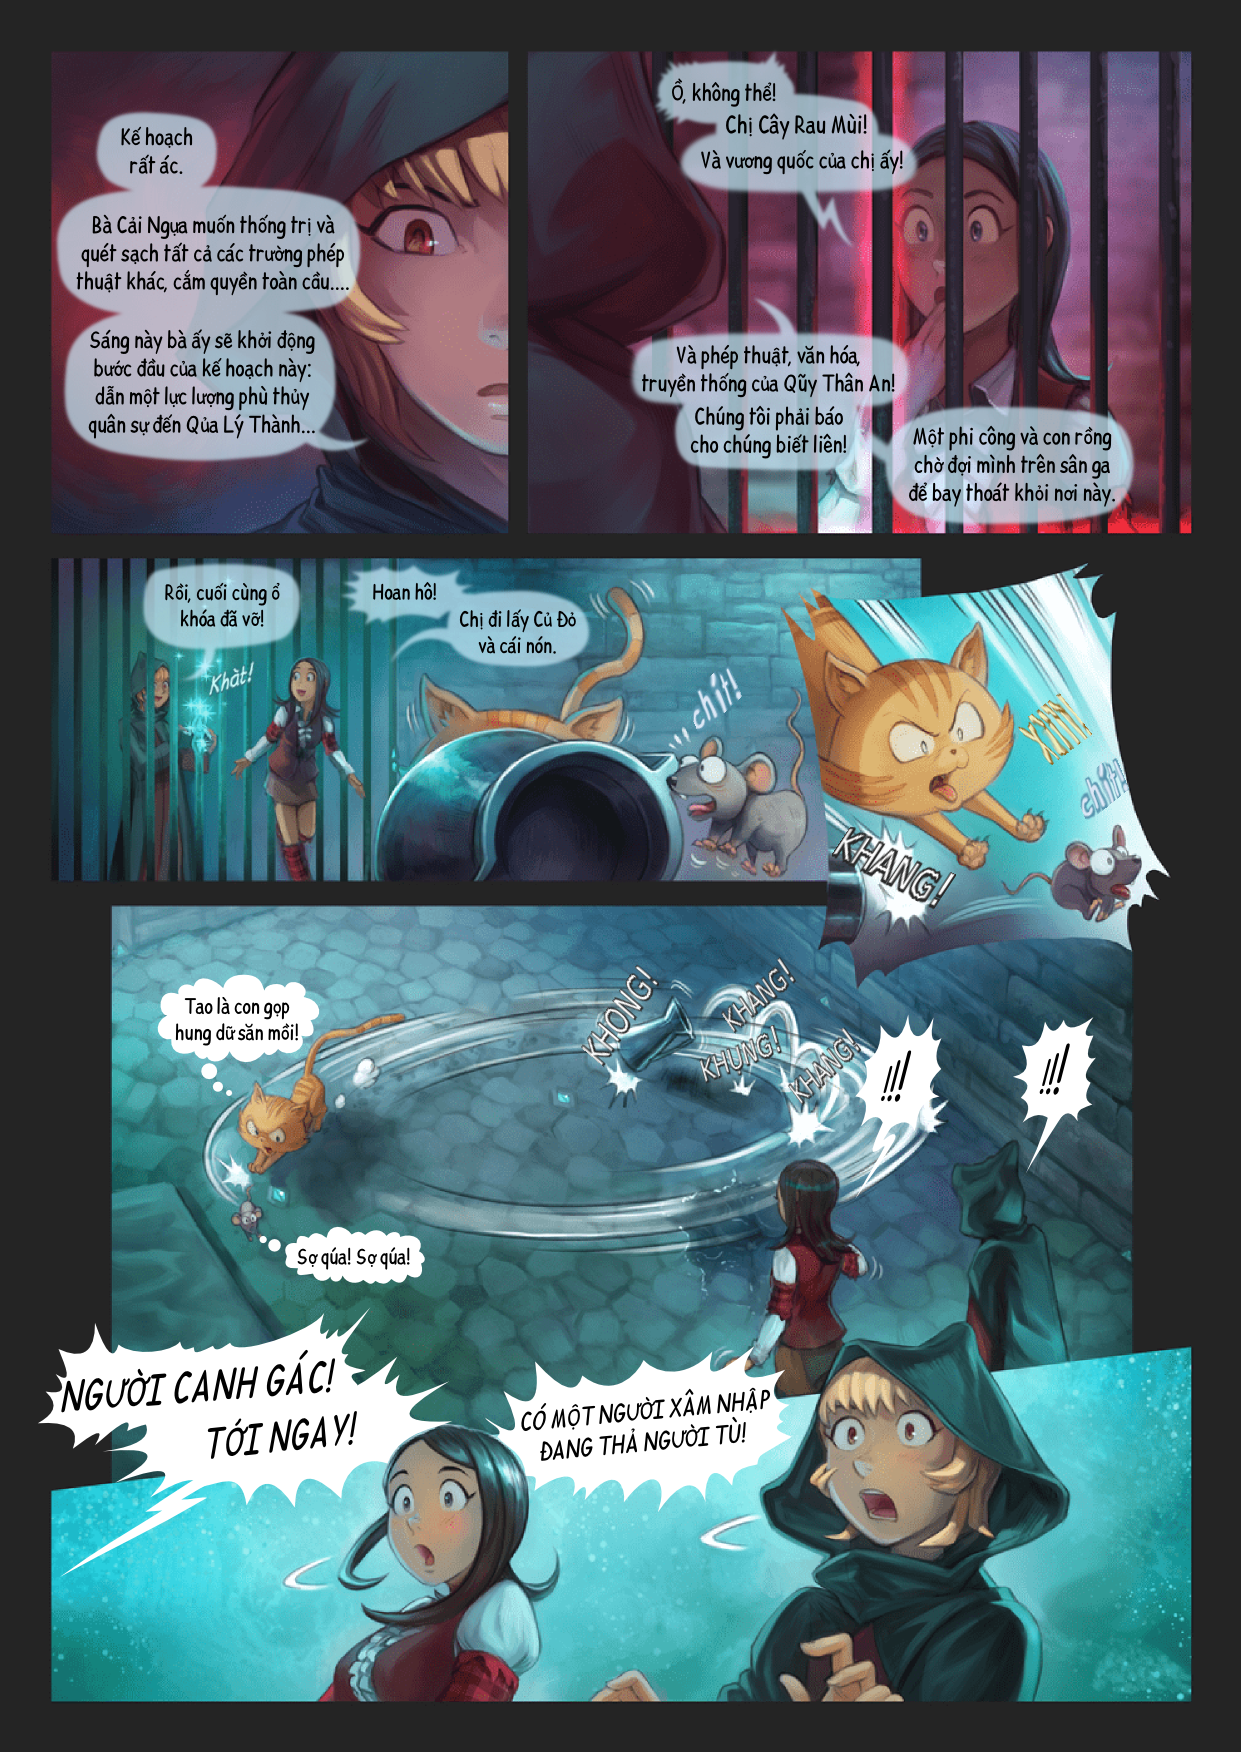 Kế hoạch
rất ác.
Bà Cải Ngựa muốn thống trị và
quét sạch tất cả các trường phép
thuật khác, cắm quyền toàn cầu....
Sáng này bà ấy sẽ khởi động
bước đầu của kế hoạch này:
dẫn một lực lượng phù thủy
quân sự đến Qủa Lý Thành...
Ồ, không thể!
Chị Cây Rau Mùi!
Và vương quốc của chị ấy!
Và phép thuật, văn hóa,
truyền thống của Qũy Thân An!
Chúng tôi phải báo
cho chúng biết liên!
Một phi công và con rồng
chờ đợi mình trên sân ga
để bay thoát khỏi nơi này.
Rồi, cuối cùng ổ
khóa đã vỡ!
Khàt!
Hoan hô!
Chị đi lấy Củ Đỏ
và cái nón.
chít!
XIIN!
chít!
KHANG!
Tao là con gọp
hung dữ săn mồi!
KHONG!
KHANG!
KHUNG!
KHANG!
!!!
!!!
Sợ qúa! Sợ qúa!
NGƯỜI CANH GÁC!
TỚI NGAY!
CÓ MỘT NGƯỜI XÂM NHẬP
ĐANG THẢ NGƯỜI TÙ!